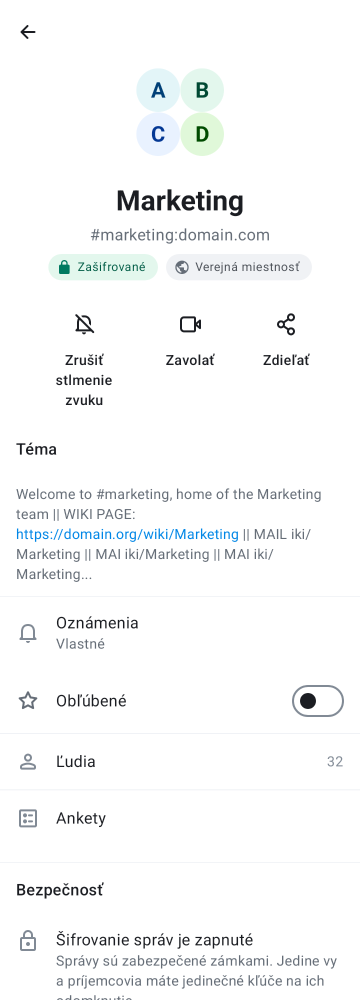 A B
C D
Marketing
#marketing:domain.com
Zašifrované Verejná miestnosť
Zrušiť
stlmenie
zvuku
Zavolať
Zdieľať
Téma
Welcome to #marketing, home of the Marketing
team || WIKI PAGE:
https://domain.org/wiki/Marketing || MAIL iki/
Marketing || MAI iki/Marketing || MAI iki/
Marketing...
Oznámenia
Vlastné
Obľúbené
Ľudia 32
Ankety
Bezpečnosť
Šifrovanie správ je zapnuté
Správy sú zabezpečené zámkami. Jedine vy
a príjemcovia máte jedinečné kľúče na ich